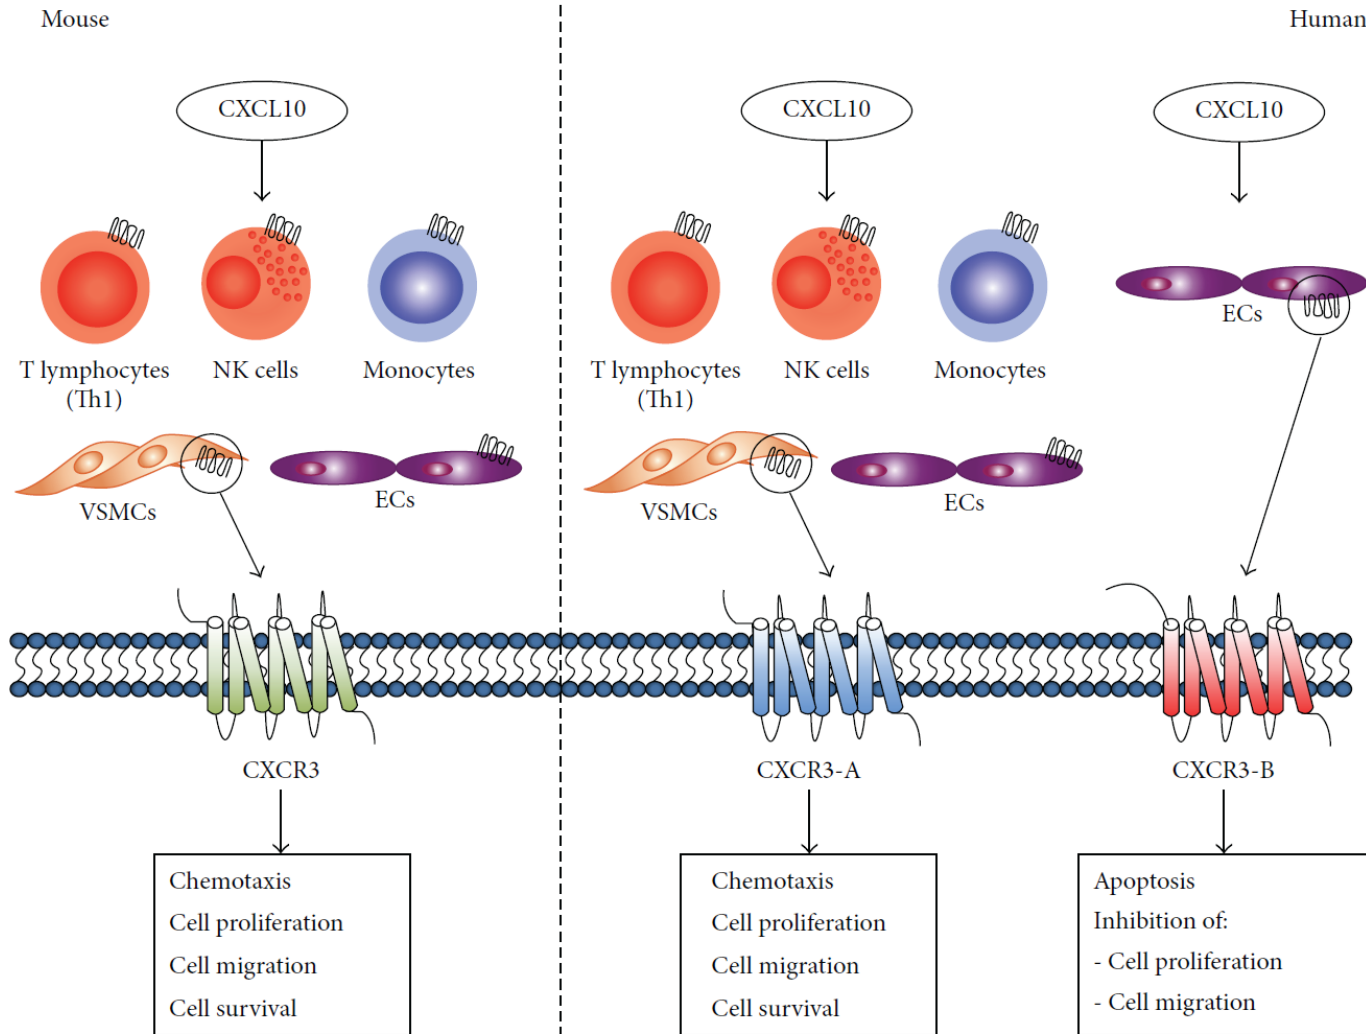 Mouse
Human
CXCL10
CXCL10
CXCL10
T lymphocytes
(Th1)
NK cells
Monocytes
T lymphocytes
(Th1)
NK cells
Monocytes
ECs
VSMCs
ECs
VSMCs
ECs
CXCR3
CXCR3-A
CXCR3-B
Chemotaxis
Cell proliferation
Cell migration
Cell survival
Chemotaxis
Cell proliferation
Cell migration
Cell survival
Apoptosis
Inhibition of:
- Cell proliferation
- Cell migration